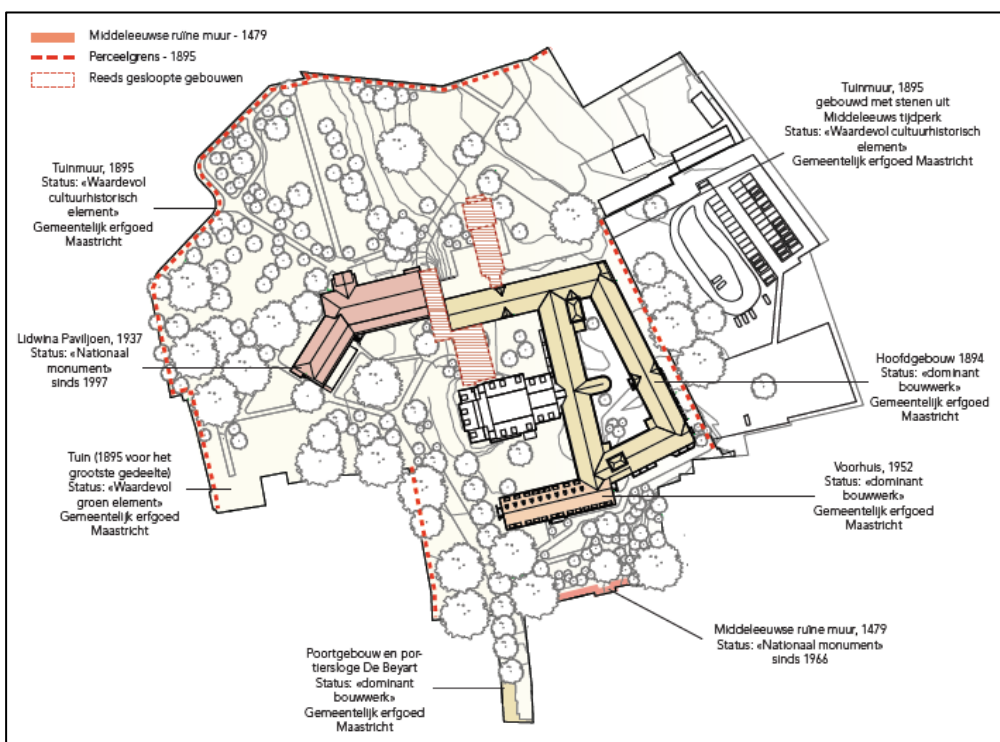 Middeleeuwse ruïne muur - 1479
Perceelgrens - 1895
Reeds gesloopte gebouwen
Tuinmuur, 1895
gebouwd met stenen uit
Middeleeuws tijdperk
Status: «Waardevol cultuurhistorisch
element»
Gemeentelijk erfgoed Maastricht
Tuinmuur, 1895
Status: «Waardevol
cultuurhistorisch
element»
Gemeentelijk erfgoed
Maastricht
Lidwina Paviljoen, 1937
Status: «Nationaal
monument»
sinds 1997
Hoofdgebouw 1894
Status: «dominant
bouwwerk»
Gemeentelijk erfgoed
Maastricht
Tuin (1895 voor het
grootste gedeelte)
Status: «Waardevol
groen element»
Gemeentelijk erfgoed
Maastricht
Voorhuis, 1952
Status: «dominant
bouwwerk»
Gemeentelijk erfgoed
Maastricht
Middeleeuwse ruïne muur, 1479
Status: «Nationaal monument»
sinds 1966
Poortgebouw en por-
tiersloge De Beyart
Status: «dominant
bouwwerk»
Gemeentelijk erfgoed
Maastricht